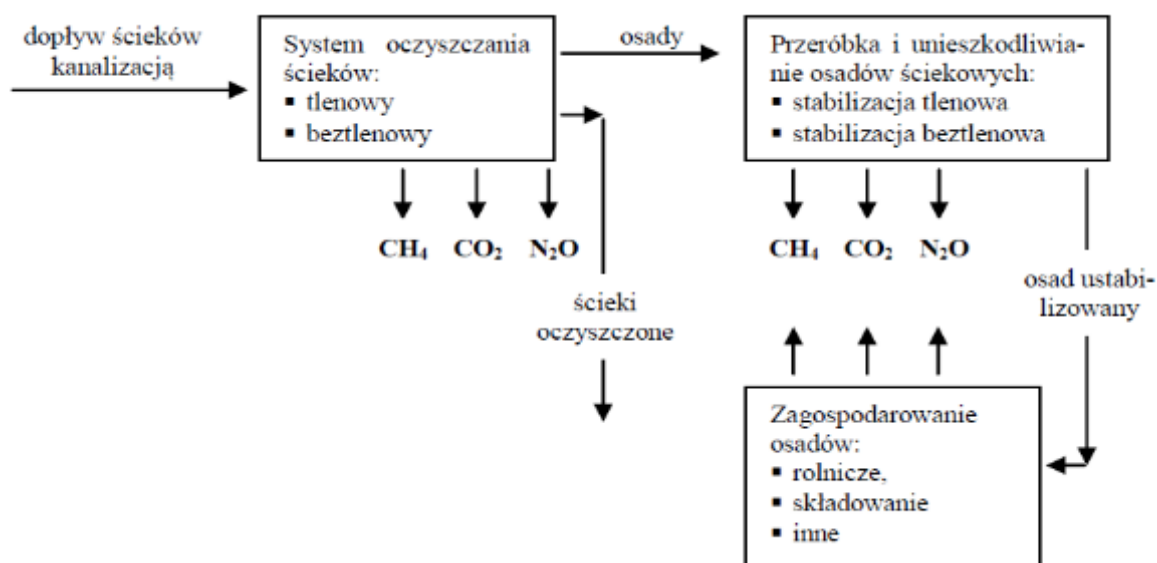 dopływ ścieków
kanalizacją
System oczyszczania
ścieków:
▪ tlenowy
▪ beztlenowy
osady
Przeróbka i unieszkodliwia-
nie osadów ściekowych:
▪ stabilizacja tlenowa
▪ stabilizacja beztlenowa
CH₄ CO₂ N₂O
ścieki
oczyszczone
CH₄ CO₂ N₂O
osad ustabi-
lizowany
Zagospodarowanie
osadów:
▪ rolnicze,
▪ składowanie
▪ inne